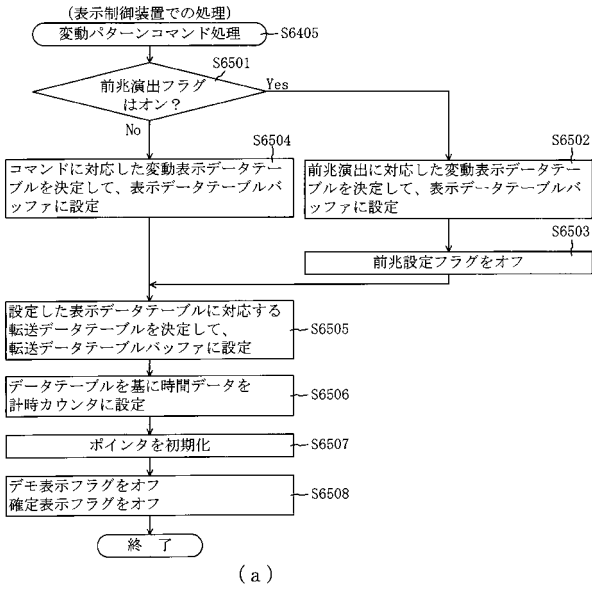 (表示制御装置での処理)
変動パターンコマンド処理
S6405
S6501
前兆演出フラグ
はオン？
Yes
No
S6504
コマンドに対応した変動表示データテー
ブルを決定して、表示データテーブルバ
ッファに設定
S6502
前兆演出に対応した変動表示データテー
ブルを決定して、表示データテーブルバ
ッファに設定
S6503
前兆設定フラグをオフ
設定した表示データテーブルに対応する
転送データテーブルを決定して、
転送データテーブルバッファに設定
S6505
データテーブルを基に時間データを
計時カウンタに設定
S6506
ポインタを初期化
S6507
デモ表示フラグをオフ
確定表示フラグをオフ
S6508
終 了
(a)